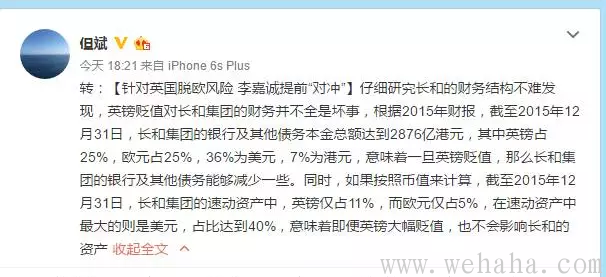 但斌
今天 18:21 来自 iPhone 6s Plus
转:【针对英国脱欧风险 李嘉诚提前“对冲”】仔细研究长和的财务结构不难发
现,英镑贬值对长和集团的财务并不全是坏事,根据2015年财报,截至2015年12
月31日,长和集团的银行及其他债务本金总额达到2876亿港元,其中英镑占
25%,欧元占25%,36%为美元,7%为港元,意味着一旦英镑贬值,那么长和集
团的银行及其他债务能够减少一些。同时,如果按照币值来计算,截至2015年12
月31日,长和集团的速动资产中,英镑仅占11%,而欧元仅占5%,在速动资产中
最大的则是美元,占比达到40%,意味着即便英镑大幅贬值,也不会影响长和的
资产 收起全文
www.wehaha.com